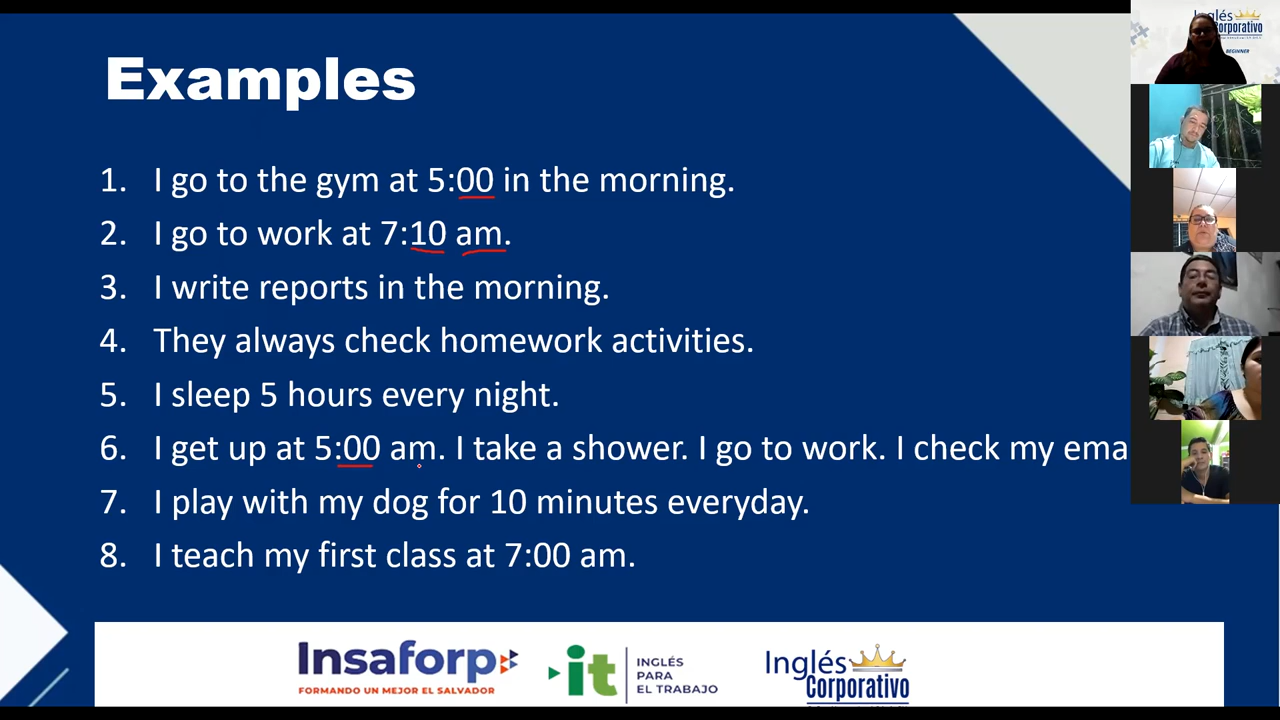 Examples
1. I go to the gym at 5:00 in the morning.
2. I go to work at 7:10 am.
3. I write reports in the morning.
4. They always check homework activities.
5. I sleep 5 hours every night.
6. I get up at 5:00 am. I take a shower. I go to work. I check my ema
7. I play with my dog for 10 minutes everyday.
8. I teach my first class at 7:00 am.
Insaforp
FORMANDO UN MEJOR EL SALVADOR
it
INGLÉS
PARA
EL TRABAJO
Inglés
Corporativo
Inglés
Corporativo
BEGINNER